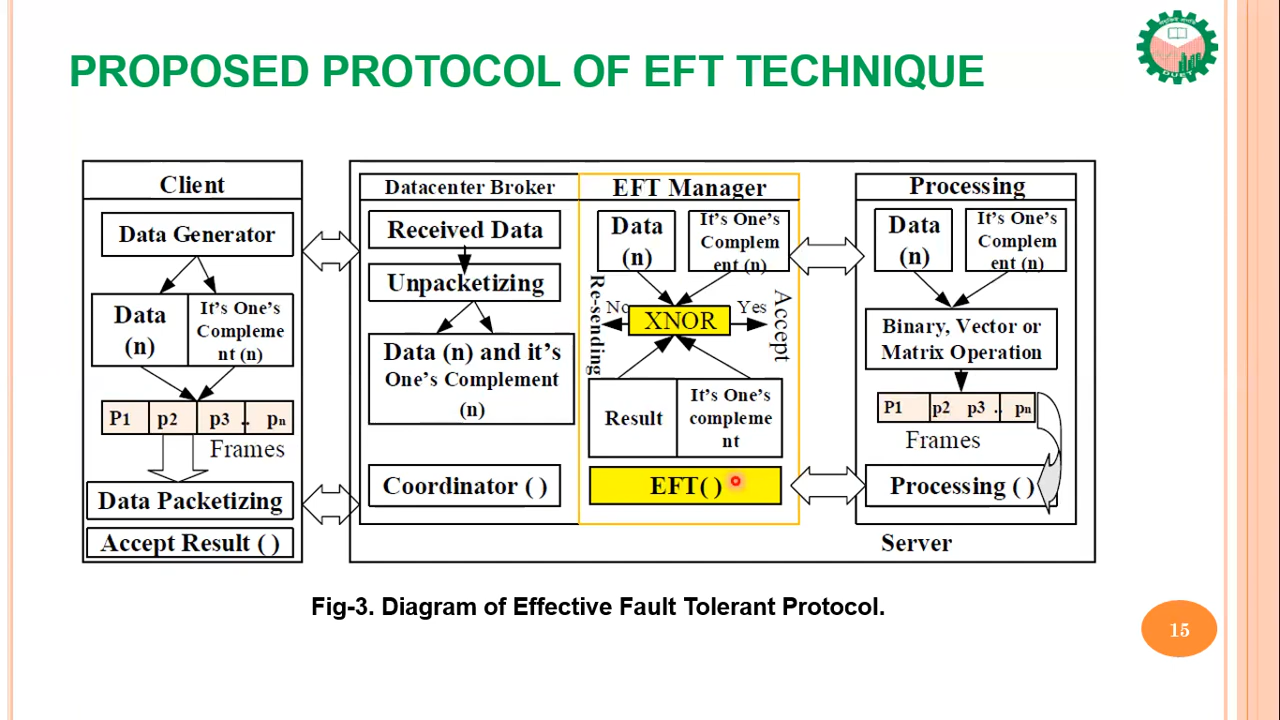 PROPOSED PROTOCOL OF EFT TECHNIQUE
Client
Data Generator
Data
(n)
It's One's
Compleme
nt (n)
P1 p2 p3 .. pn
Frames
Data Packetizing
Accept Result ( )
Datacenter Broker
Received Data
Unpacketizing
Data (n) and it's
One's Complement
(n)
Coordinator ( )
EFT Manager
Data
(n)
It's One's
Complem
ent (n)
Re-sending
No
XNOR
Yes
Accept
Result
It's One's
compleme
nt
EFT( )
Processing
Data
(n)
It's One's
Complem
ent (n)
Binary, Vector or
Matrix Operation
P1 p2 p3 .. pn
Frames
Processing ( )
Server
Fig-3. Diagram of Effective Fault Tolerant Protocol.
15